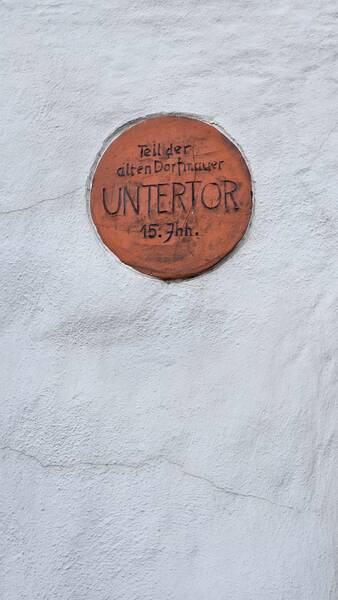 Teil der
alten Dorfmauer
UNTERTOR
15. Jhh.